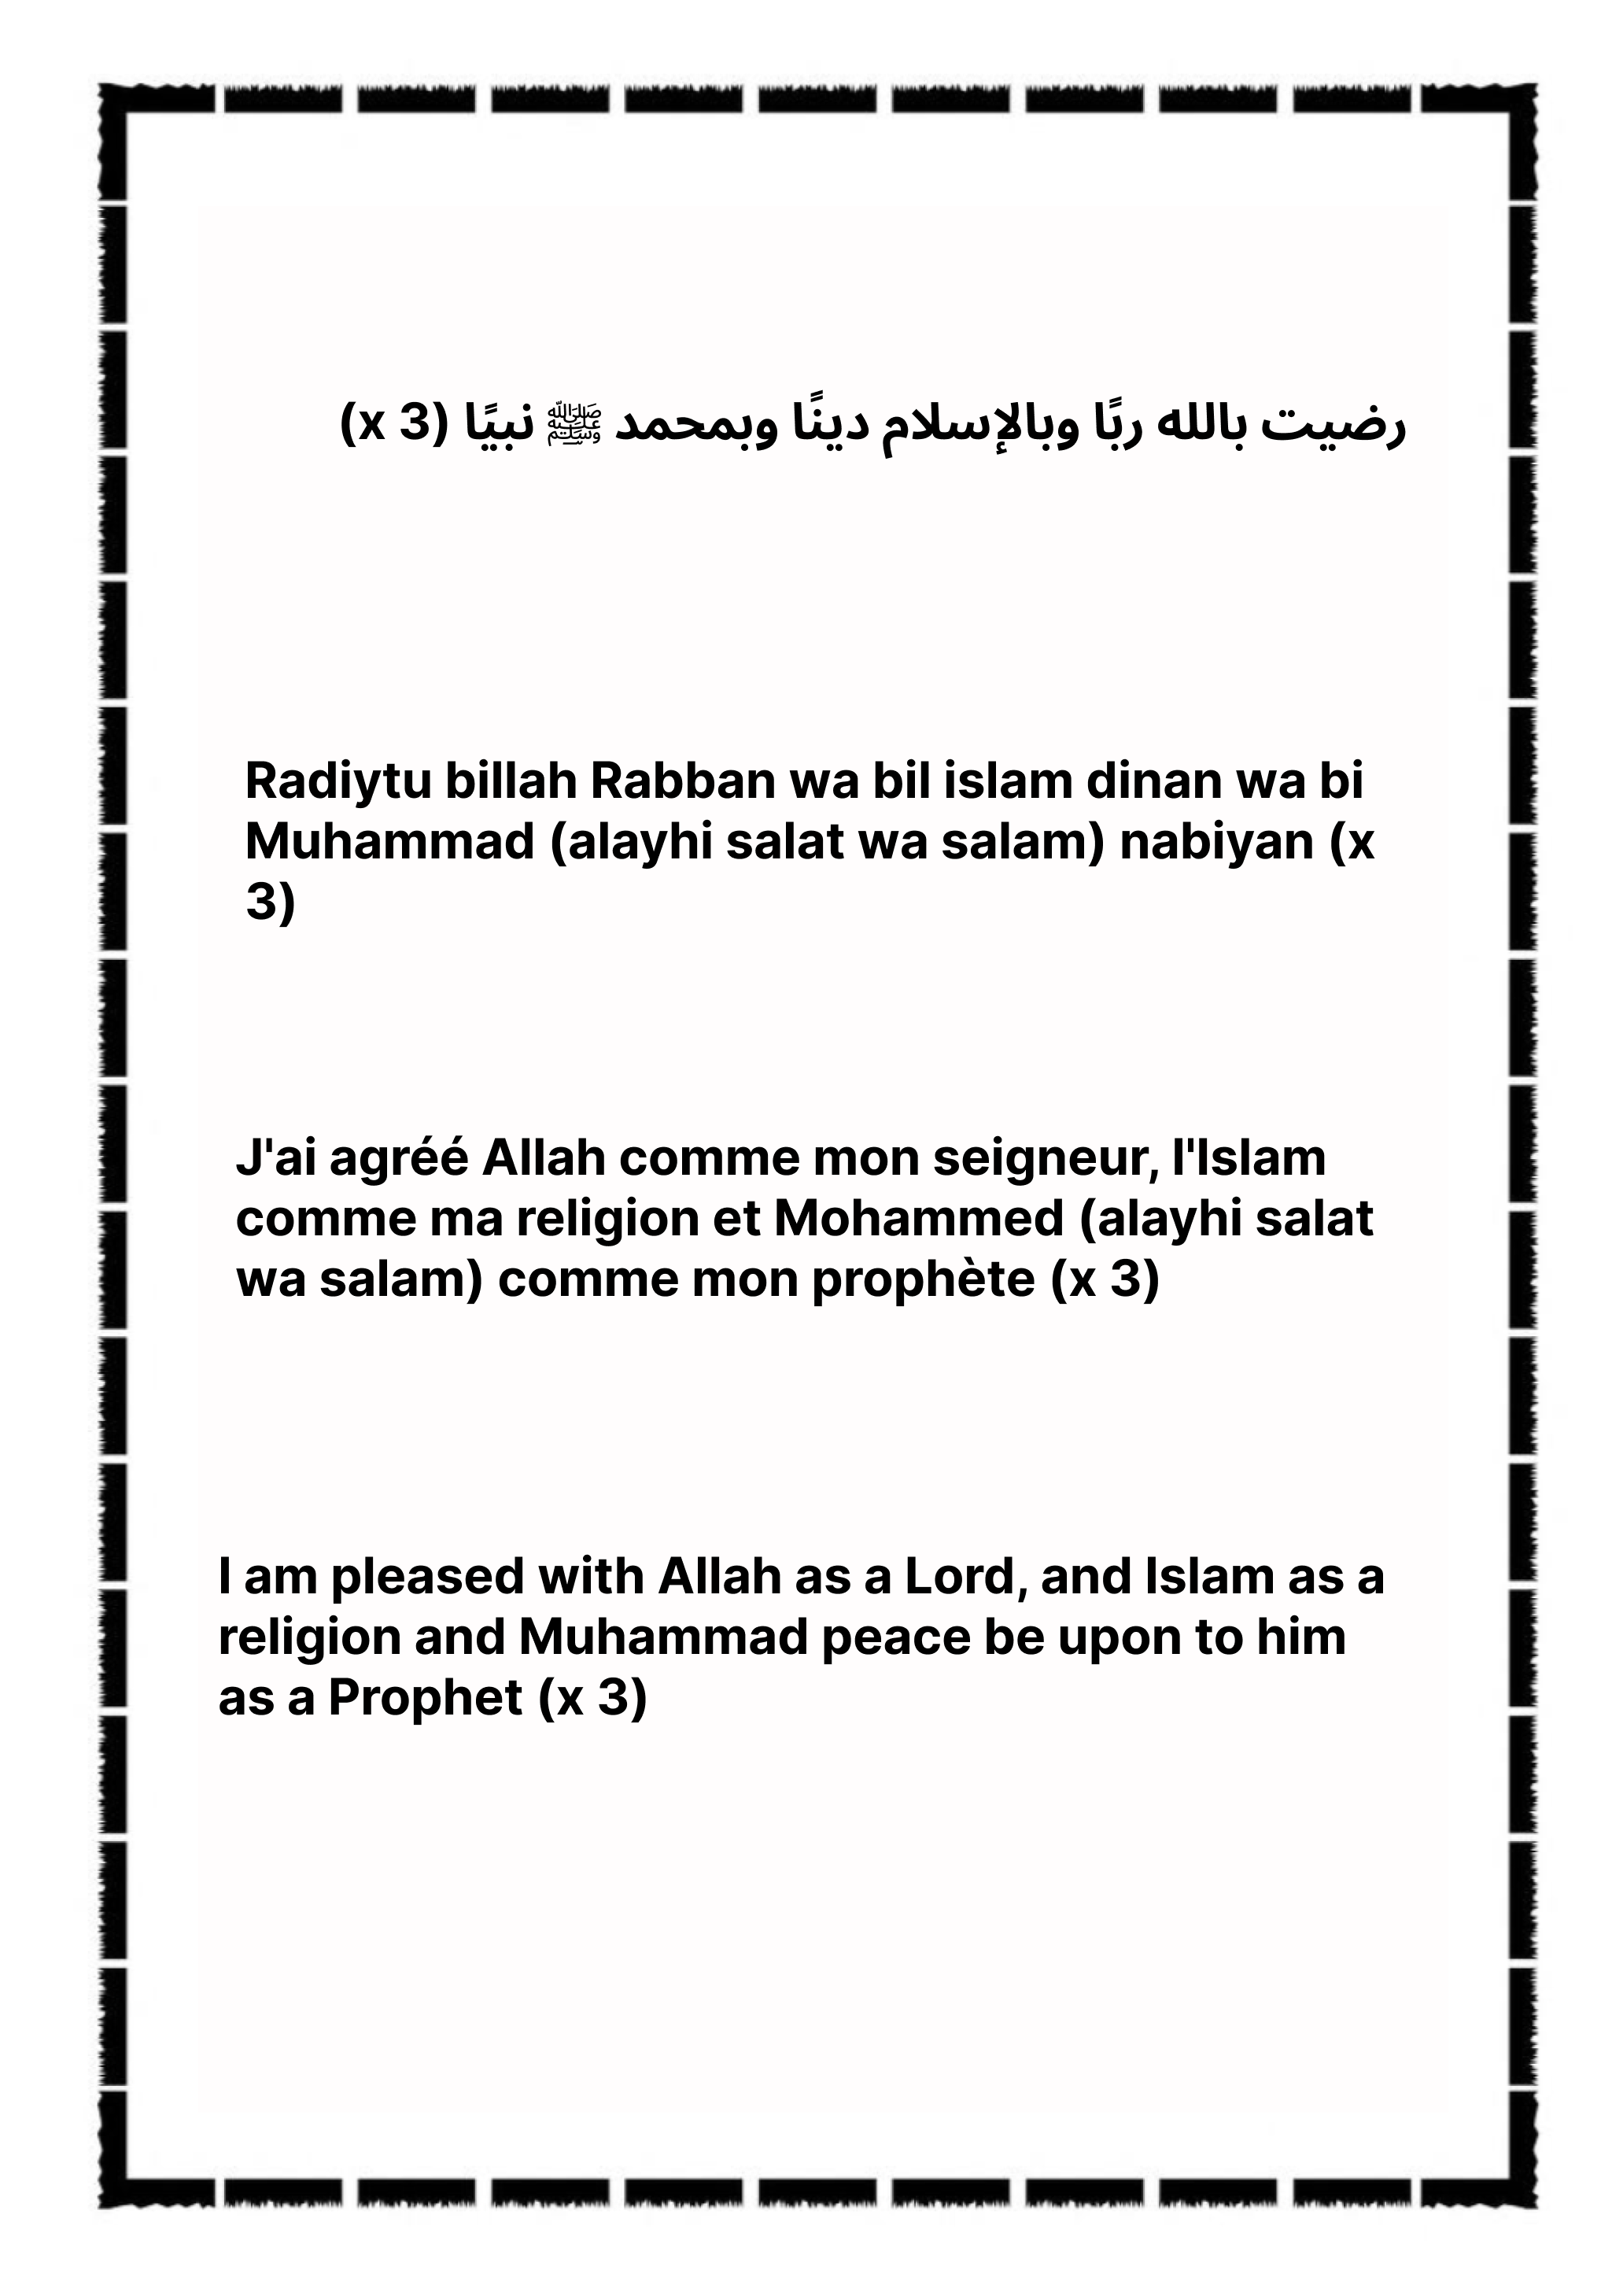 رضيت بالله ربًا وبالإسلام دينًا وبمحمد ﷺ نبيًا (x 3)
Radiytu billah Rabban wa bil islam dinan wa bi
Muhammad (alayhi salat wa salam) nabiyan (x
3)
J'ai agréé Allah comme mon seigneur, l'Islam
comme ma religion et Mohammed (alayhi salat
wa salam) comme mon prophète (x 3)
I am pleased with Allah as a Lord, and Islam as a
religion and Muhammad peace be upon to him
as a Prophet (x 3)